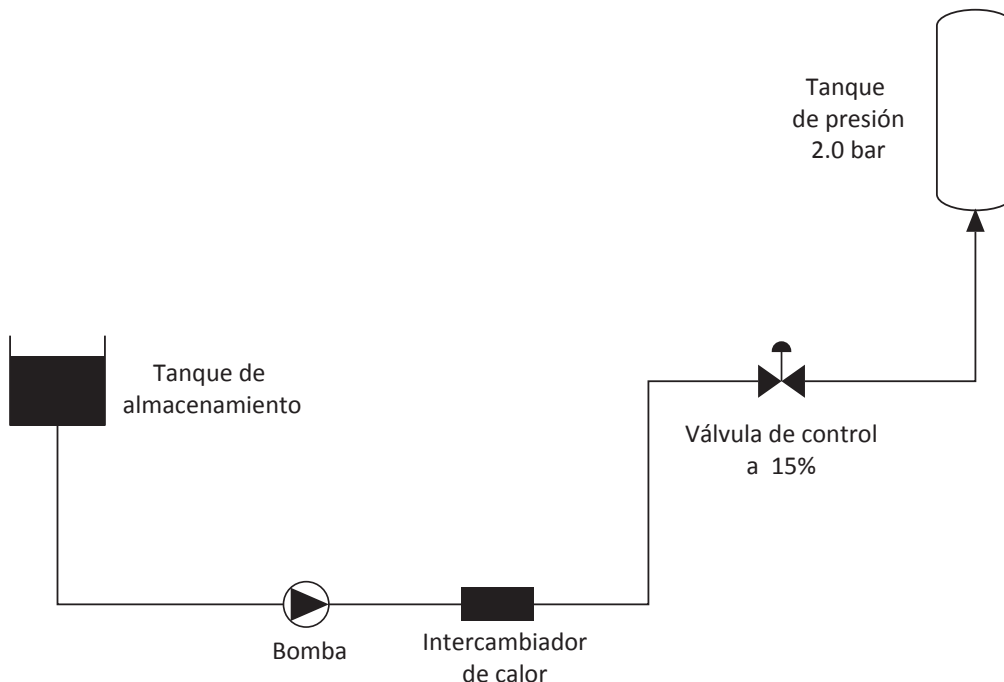 Tanque
de presión
2.0 bar
Tanque de
almacenamiento
Válvula de control
a 15%
Bomba
Intercambiador
de calor